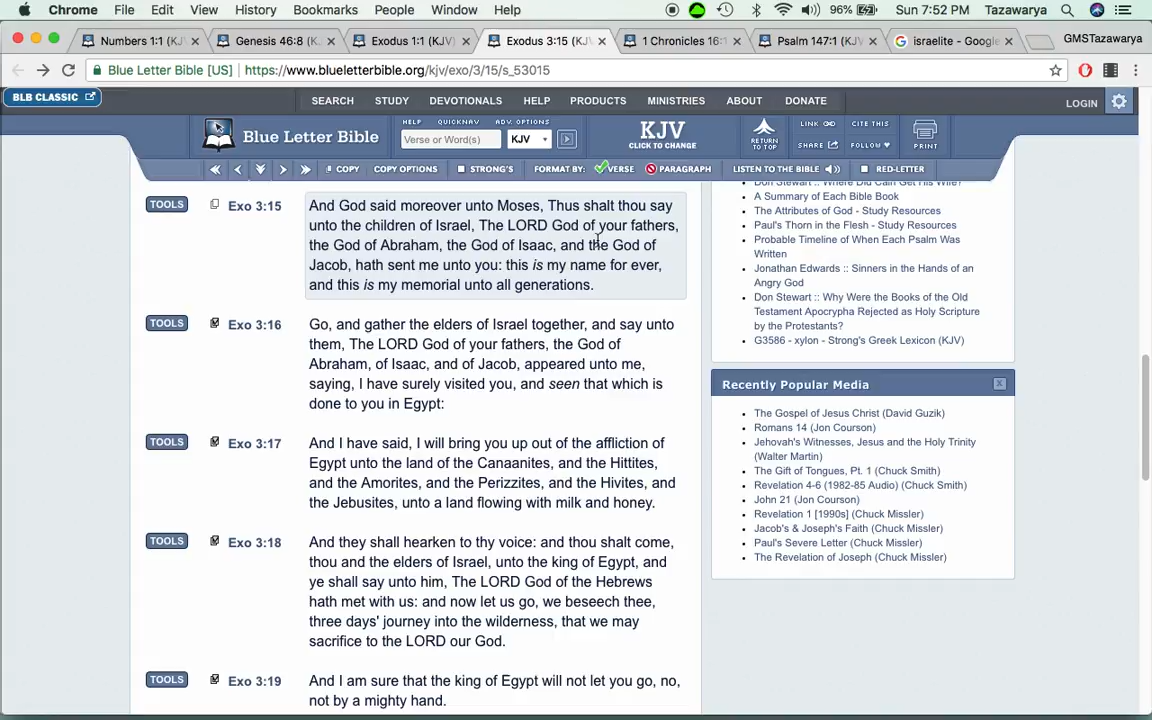 Chrome File Edit View History Bookmarks People Window Help 96% Sun 7:52 PM Tazawarya
Numbers 1:1 (KJV Genesis 46:8 (K Exodus 1:1 (KJV) Exodus 3:15 (KJV 1 Chronicles 16: Psalm 147:1 (KJV israelite - Google GMSTazawarya
Blue Letter Bible [US] https://www.blueletterbible.org/kjv/exo/3/15/s_53015
BLB CLASSIC
SEARCH STUDY DEVOTIONALS HELP PRODUCTS MINISTRIES ABOUT DONATE LOGIN
Blue Letter Bible
HELP QUICKNAV ADV. OPTIONS
Verse or Word(s) KJV
KJV
CLICK TO CHANGE
RETURN
TO TOP
LINK CITE THIS
SHARE FOLLOW
PRINT
COPY COPY OPTIONS STRONG'S FORMAT BY: VERSE PARAGRAPH LISTEN TO THE BIBLE RED-LETTER
TOOLS Exo 3:15 And God said moreover unto Moses, Thus shalt thou say
unto the children of Israel, The LORD God of your fathers,
the God of Abraham, the God of Isaac, and the God of
Jacob, hath sent me unto you: this is my name for ever,
and this is my memorial unto all generations.
TOOLS Exo 3:16 Go, and gather the elders of Israel together, and say unto
them, The LORD God of your fathers, the God of
Abraham, of Isaac, and of Jacob, appeared unto me,
saying, I have surely visited you, and seen that which is
done to you in Egypt:
TOOLS Exo 3:17 And I have said, I will bring you up out of the affliction of
Egypt unto the land of the Canaanites, and the Hittites,
and the Amorites, and the Perizzites, and the Hivites, and
the Jebusites, unto a land flowing with milk and honey.
TOOLS Exo 3:18 And they shall hearken to thy voice: and thou shalt come,
thou and the elders of Israel, unto the king of Egypt, and
ye shall say unto him, The LORD God of the Hebrews
hath met with us: and now let us go, we beseech thee,
three days' journey into the wilderness, that we may
sacrifice to the LORD our God.
TOOLS Exo 3:19 And I am sure that the king of Egypt will not let you go, no,
not by a mighty hand.
Don Stewart :: Where Did Cain Get His Wife?
A Summary of Each Bible Book
The Attributes of God - Study Resources
Paul's Thorn in the Flesh - Study Resources
Probable Timeline of When Each Psalm Was
Written
Jonathan Edwards :: Sinners in the Hands of an
Angry God
Don Stewart :: Why Were the Books of the Old
Testament Apocrypha Rejected as Holy Scripture
by the Protestants?
G3586 - xylon - Strong's Greek Lexicon (KJV)
Recently Popular Media
The Gospel of Jesus Christ (David Guzik)
Romans 14 (Jon Courson)
Jehovah's Witnesses, Jesus and the Holy Trinity
(Walter Martin)
The Gift of Tongues, Pt. 1 (Chuck Smith)
Revelation 4-6 (1982-85 Audio) (Chuck Smith)
John 21 (Jon Courson)
Revelation 1 [1990s] (Chuck Missler)
Jacob's & Joseph's Faith (Chuck Missler)
Paul's Severe Letter (Chuck Missler)
The Revelation of Joseph (Chuck Missler)